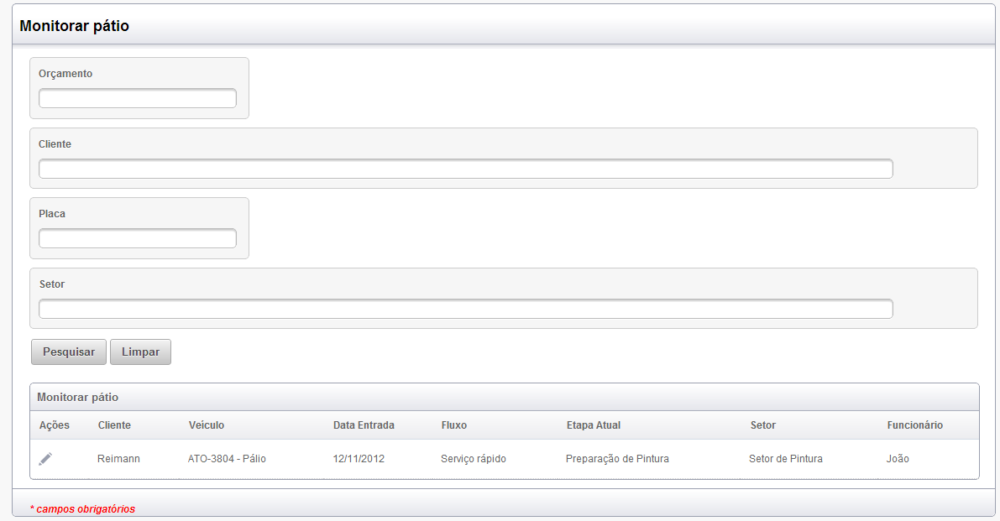 Monitorar pátio
Orçamento
Cliente
Placa
Setor
Pesquisar Limpar
Monitorar pátio
Ações Cliente Veículo Data Entrada Fluxo Etapa Atual Setor Funcionário
Reimann ATO-3804 - Pálio 12/11/2012 Serviço rápido Preparação de Pintura Setor de Pintura João
* campos obrigatórios